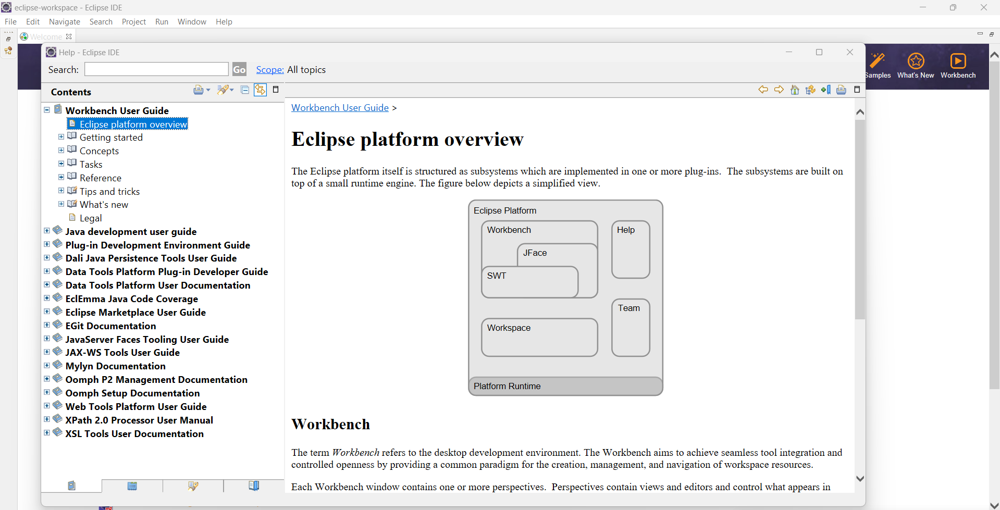 eclipse-workspace - Eclipse IDE
File Edit Navigate Search Project Run Window Help
Welcome
Samples What's New Workbench
Help - Eclipse IDE
Search: Go Scope: All topics
Contents
Workbench User Guide
Eclipse platform overview
Getting started
Concepts
Tasks
Reference
Tips and tricks
What's new
Legal
Java development user guide
Plug-in Development Environment Guide
Dali Java Persistence Tools User Guide
Data Tools Platform Plug-in Developer Guide
Data Tools Platform User Documentation
EclEmma Java Code Coverage
Eclipse Marketplace User Guide
EGit Documentation
JavaServer Faces Tooling User Guide
JAX-WS Tools User Guide
Mylyn Documentation
Oomph P2 Management Documentation
Oomph Setup Documentation
Web Tools Platform User Guide
XPath 2.0 Processor User Manual
XSL Tools User Documentation
Workbench User Guide >
Eclipse platform overview
The Eclipse platform itself is structured as subsystems which are implemented in one or more plug-ins. The subsystems are built on
top of a small runtime engine. The figure below depicts a simplified view.
Eclipse Platform
Workbench
Help
JFace
SWT
Team
Workspace
Platform Runtime
Workbench
The term Workbench refers to the desktop development environment. The Workbench aims to achieve seamless tool integration and
controlled openness by providing a common paradigm for the creation, management, and navigation of workspace resources.
Each Workbench window contains one or more perspectives. Perspectives contain views and editors and control what appears in